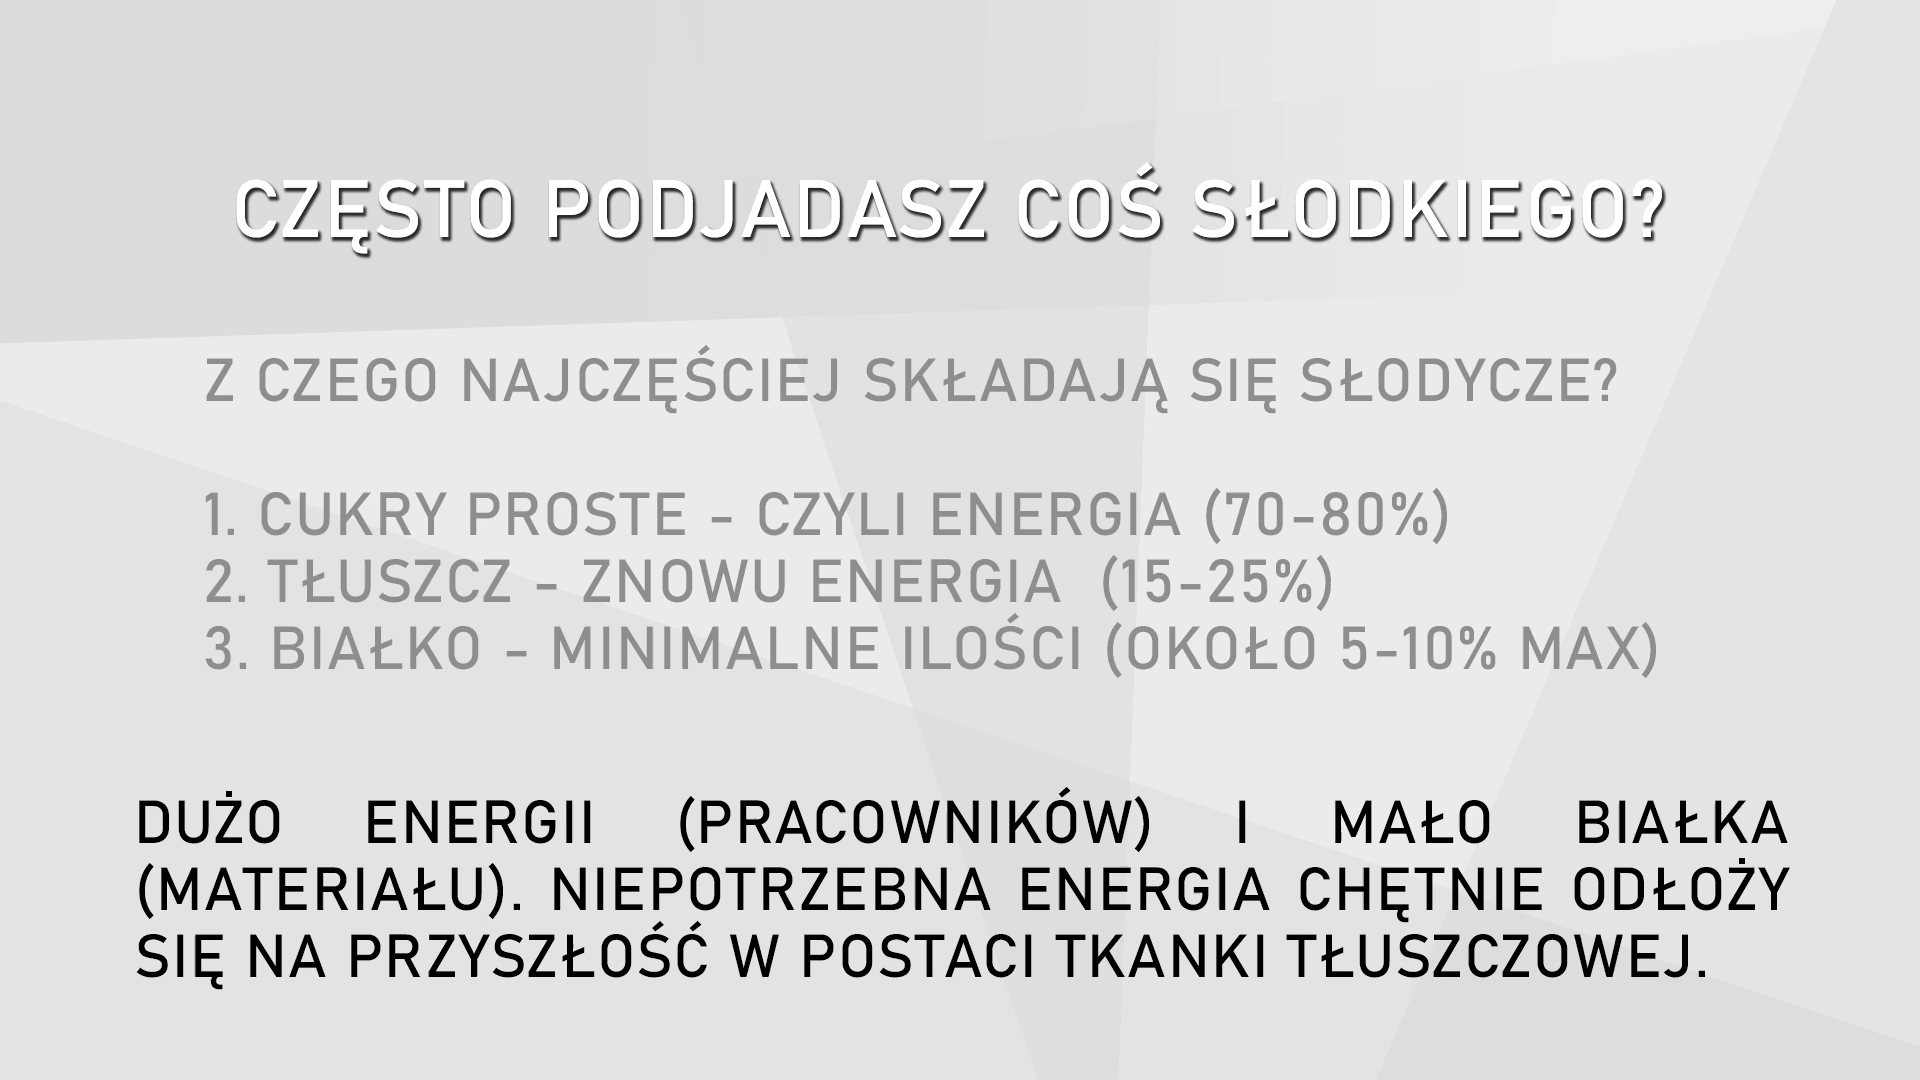 CZĘSTO PODJADASZ COŚ SŁODKIEGO?
Z CZEGO NAJCZĘŚCIEJ SKŁADAJĄ SIĘ SŁODYCZE?
1. CUKRY PROSTE - CZYLI ENERGIA (70-80%)
2. TŁUSZCZ - ZNOWU ENERGIA (15-25%)
3. BIAŁKO - MINIMALNE ILOŚCI (OKOŁO 5-10% MAX)
DUŻO ENERGII (PRACOWNIKÓW) I MAŁO BIAŁKA
(MATERIAŁU). NIEPOTRZEBNA ENERGIA CHĘTNIE ODŁOŻY
SIĘ NA PRZYSZŁOŚĆ W POSTACI TKANKI TŁUSZCZOWEJ.